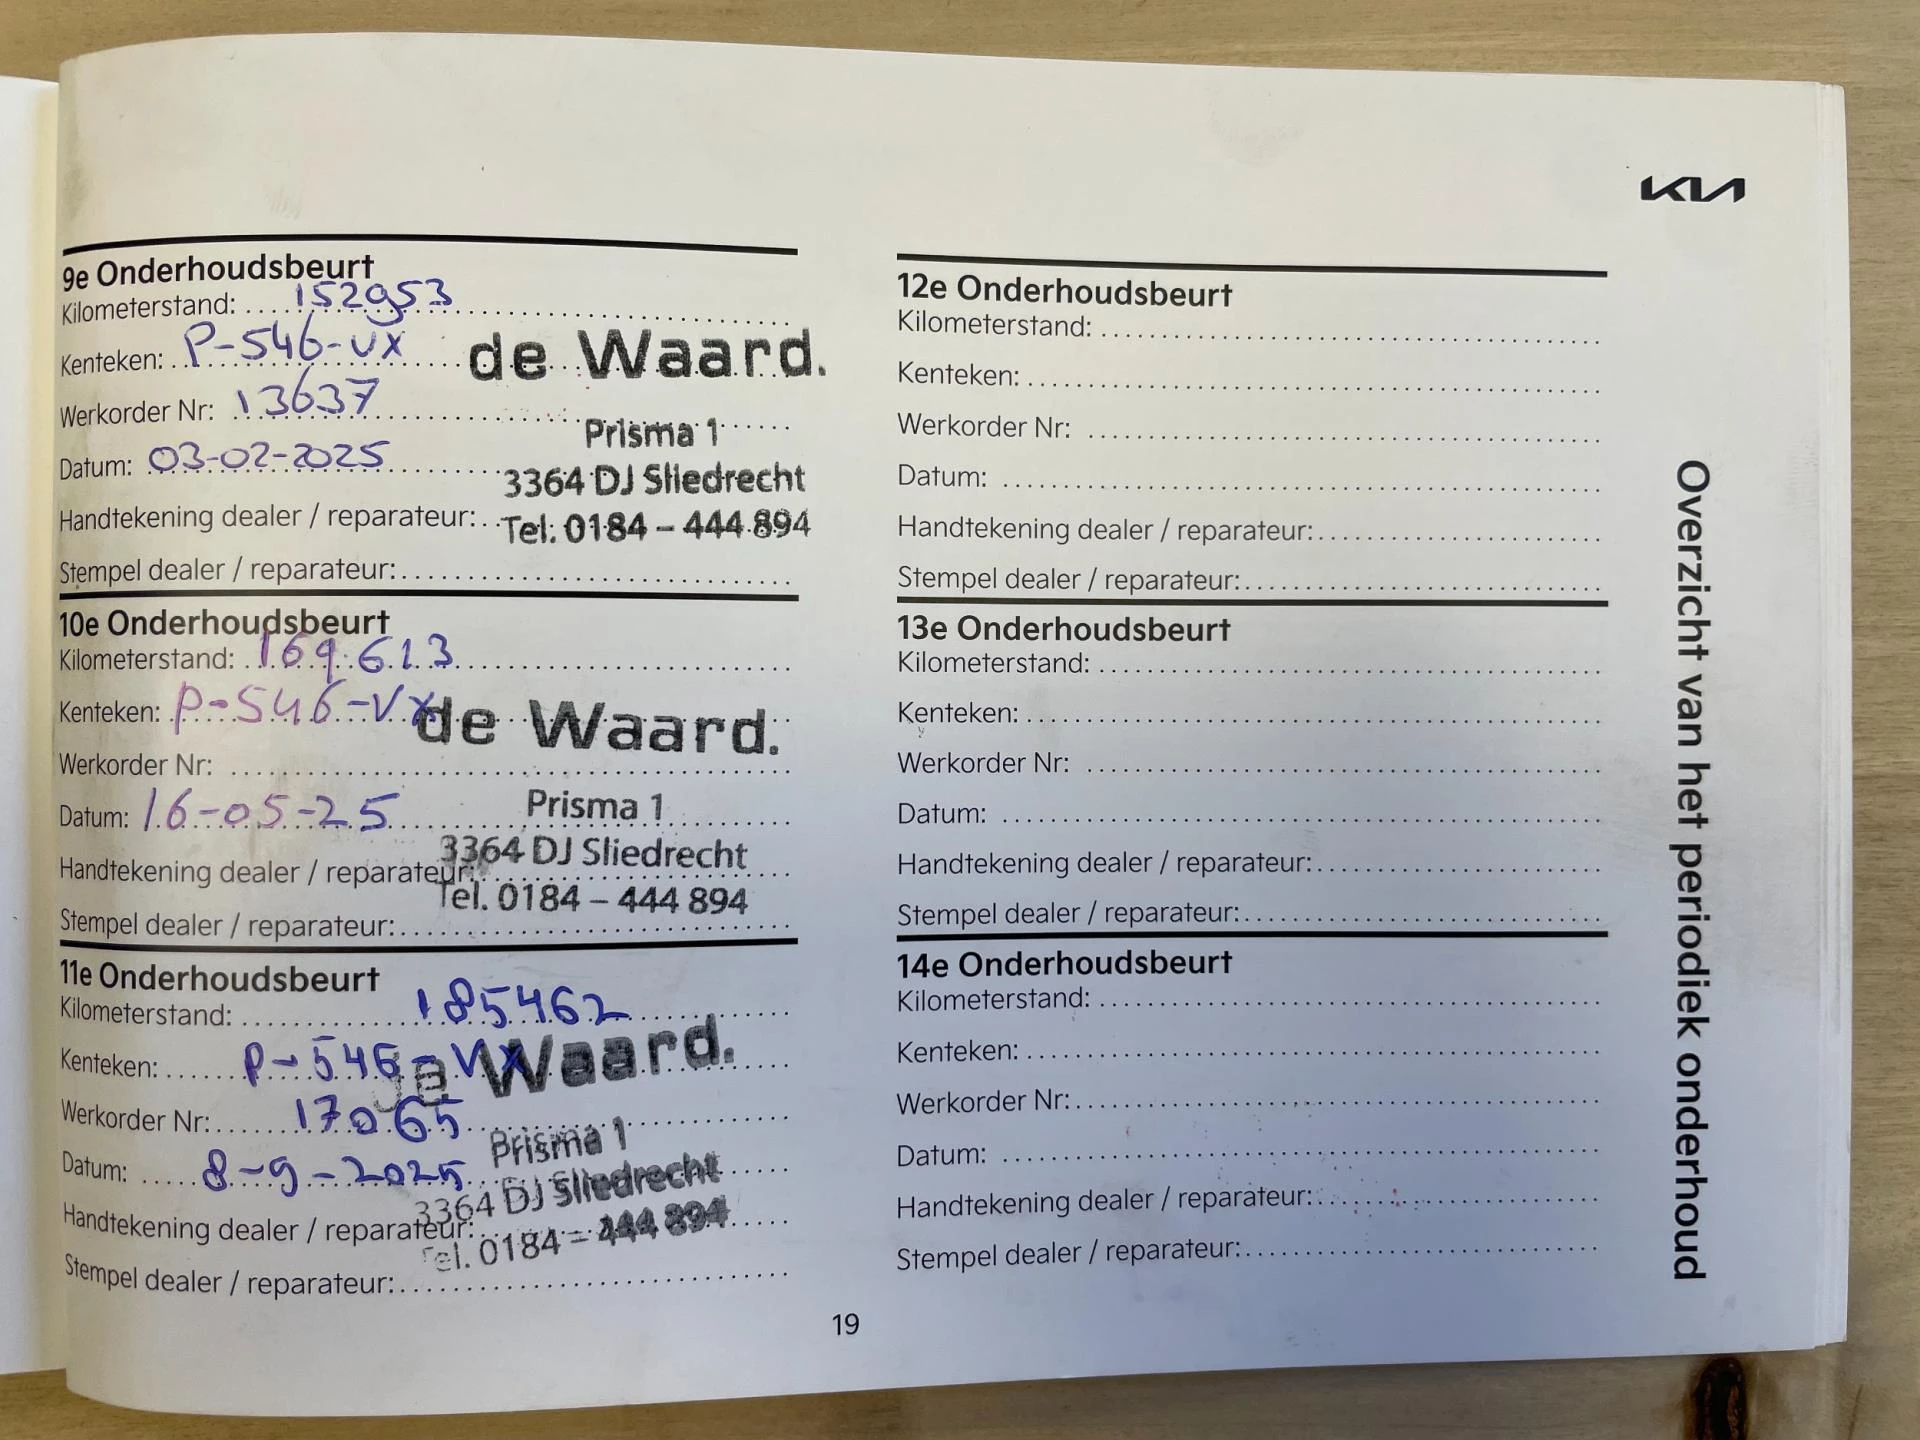 KIA
9e Onderhoudsbeurt
Kilometerstand: 152953
Kenteken: P-546-VX
de Waard.
Werkorder Nr: 13637
Prisma 1
Datum: 03-02-2025
3364 DJ Sliedrecht
Handtekening dealer / reparateur:
Tel. 0184 – 444 894
Stempel dealer / reparateur:
10e Onderhoudsbeurt
Kilometerstand: 169.613
Kenteken: P-546-VX
de Waard.
Werkorder Nr:
Prisma 1
Datum: 16-05-25
3364 DJ Sliedrecht
Handtekening dealer / reparateur:
Tel. 0184 – 444 894
Stempel dealer / reparateur:
11e Onderhoudsbeurt
Kilometerstand: 185462
Kenteken: P-546-VX
de Waard.
Werkorder Nr: 17065
Prisma 1
Datum: 8-9-2025
3364 DJ Sliedrecht
Handtekening dealer / reparateur:
Tel. 0184 – 444 894
Stempel dealer / reparateur:
12e Onderhoudsbeurt
Kilometerstand:
Kenteken:
Werkorder Nr:
Datum:
Handtekening dealer / reparateur:
Stempel dealer / reparateur:
13e Onderhoudsbeurt
Kilometerstand:
Kenteken:
Werkorder Nr:
Datum:
Handtekening dealer / reparateur:
Stempel dealer / reparateur:
14e Onderhoudsbeurt
Kilometerstand:
Kenteken:
Werkorder Nr:
Datum:
Handtekening dealer / reparateur:
Stempel dealer / reparateur:
Overzicht van het periodiek onderhoud
19